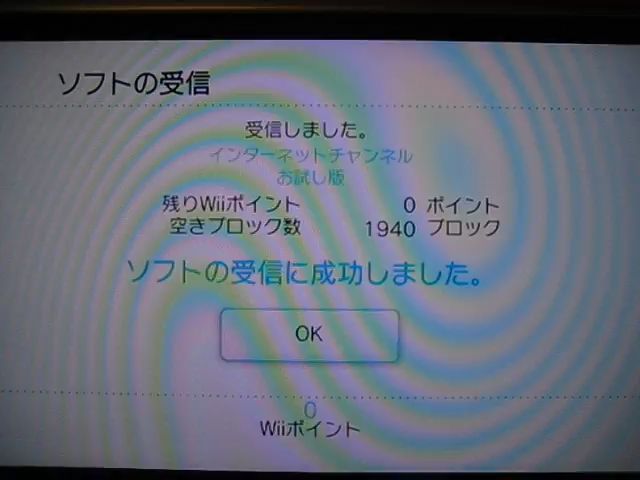 ソフトの受信
受信しました。
インターネットチャンネル
お試し版
残りWiiポイント 0 ポイント
空きブロック数 1940 ブロック
ソフトの受信に成功しました。
OK
0
Wiiポイント